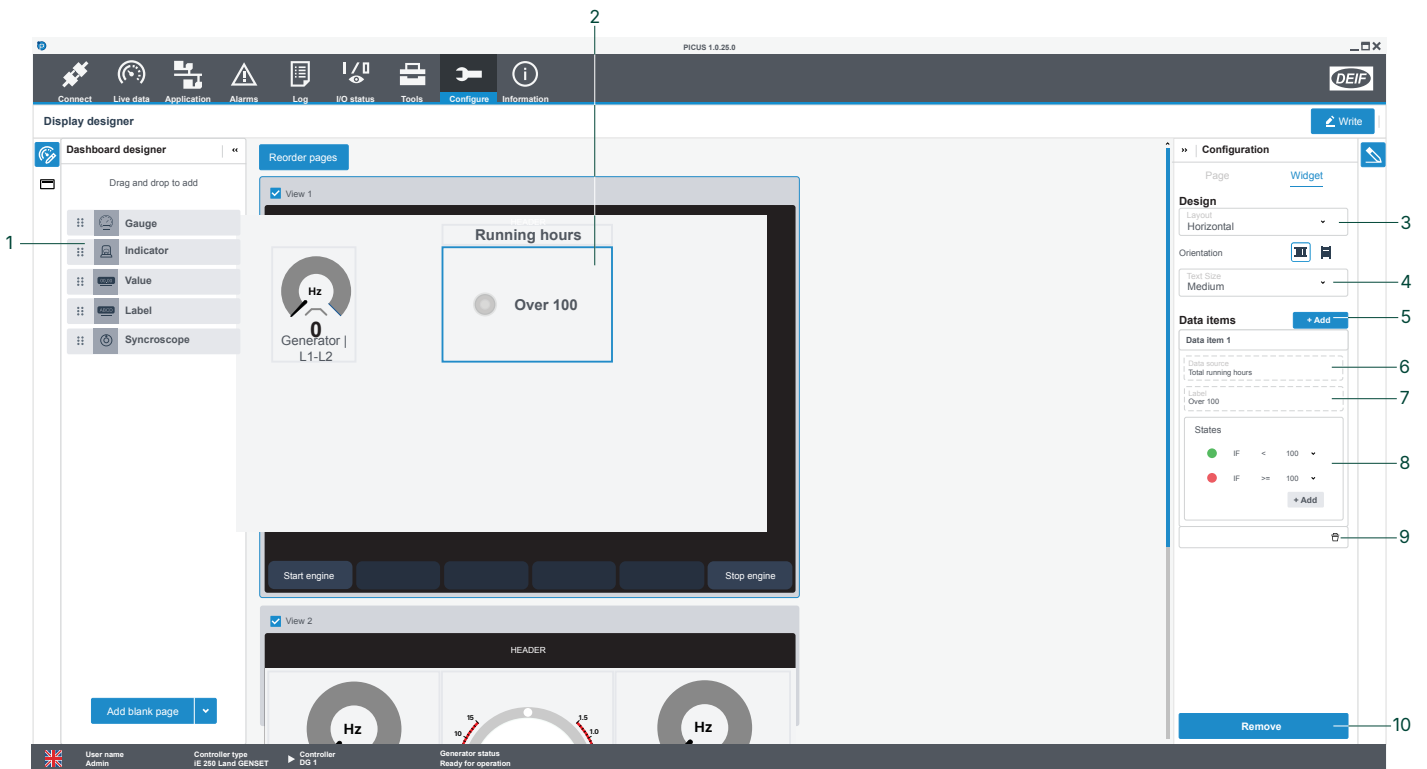 2
PICUS 1.0.25.0
Connect
Live data
Application
Alarms
Log
I/O status
Tools
Configure
Information
DEIF
Display designer
Write
Dashboard designer
Drag and drop to add
1
Gauge
Indicator
Value
Label
Syncroscope
Add blank page
Reorder pages
View 1
Hz
0
Generator |
L1-L2
Running hours
Over 100
Start engine
Stop engine
View 2
HEADER
Hz
15
10
1.5
1.0
Hz
Configuration
Page
Widget
Design
Layout
Horizontal
3
Orientation
Text Size
Medium
4
Data items
+ Add
5
Data item 1
Data source
Total running hours
6
Label
Over 100
7
States
IF < 100
8
IF >= 100
+ Add
9
Remove
10
User name
Admin
Controller type
iE 250 Land GENSET
Controller
DG 1
Generator status
Ready for operation